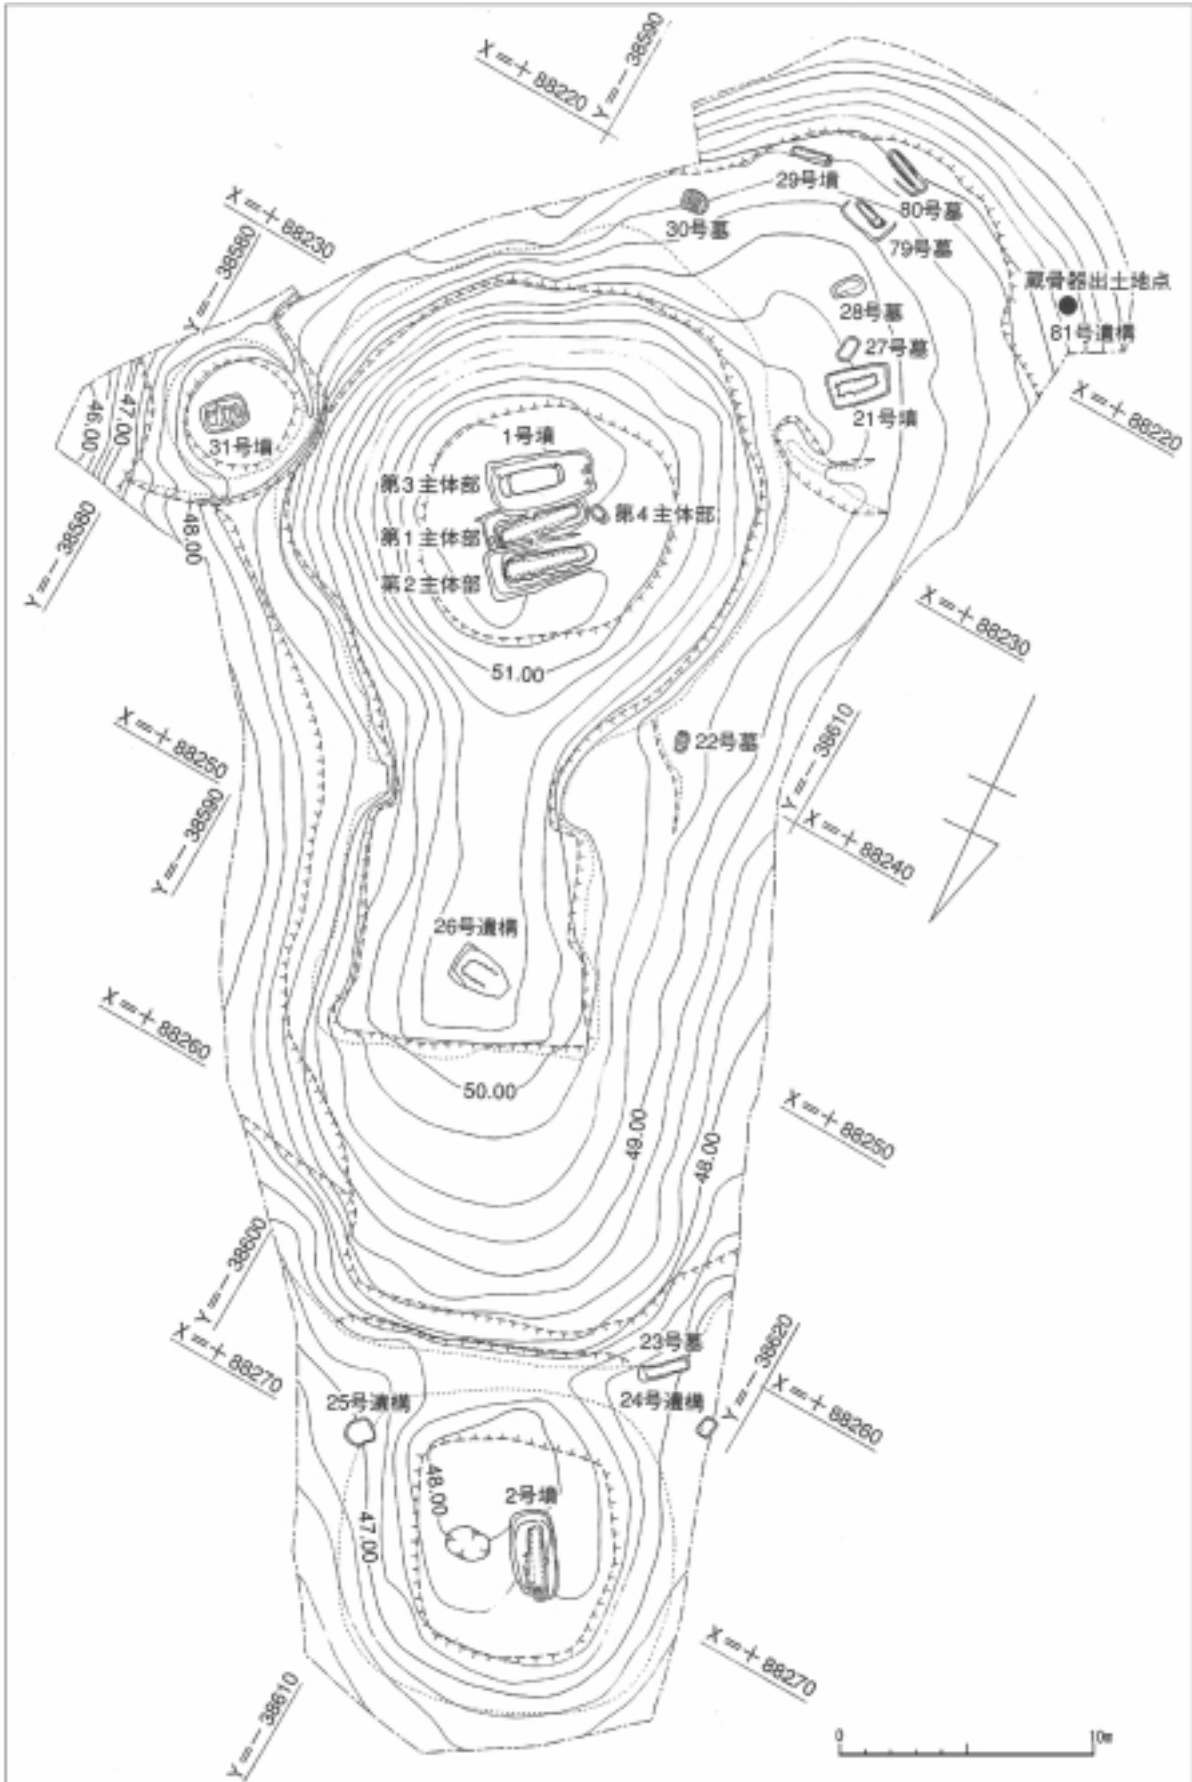 X=+88220
Y=-38590
X=+88230
Y=-38580
29号墳
80号墓
30号墓
79号墓
蔵骨器出土地点
28号墓
81号遺構
27号墓
X=+88220
46.00
47.00
31号墳
21号墳
1号墳
第3主体部
第4主体部
第1主体部
48.00
第2主体部
Y=-38580
X=+88230
51.00
X=+88250
22号墓
Y=-38610
Y=-38590
X=+88240
26号遺構
X=+88260
50.00
49.00
48.00
X=+88250
Y=-38600
X=+88270
23号墓
Y=-38620
25号遺構
24号遺構
X=+88260
48.00
2号墳
47.00
X=+88270
Y=-38610
0
10m